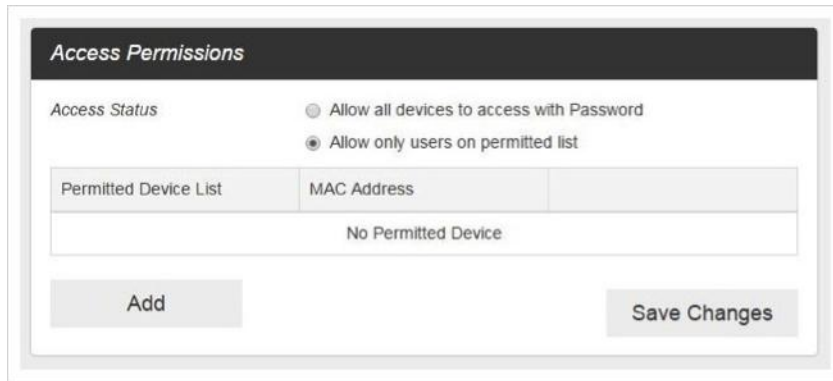 Access Permissions
Access Status
Allow all devices to access with Password
Allow only users on permitted list
Permitted Device List MAC Address
No Permitted Device
Add
Save Changes